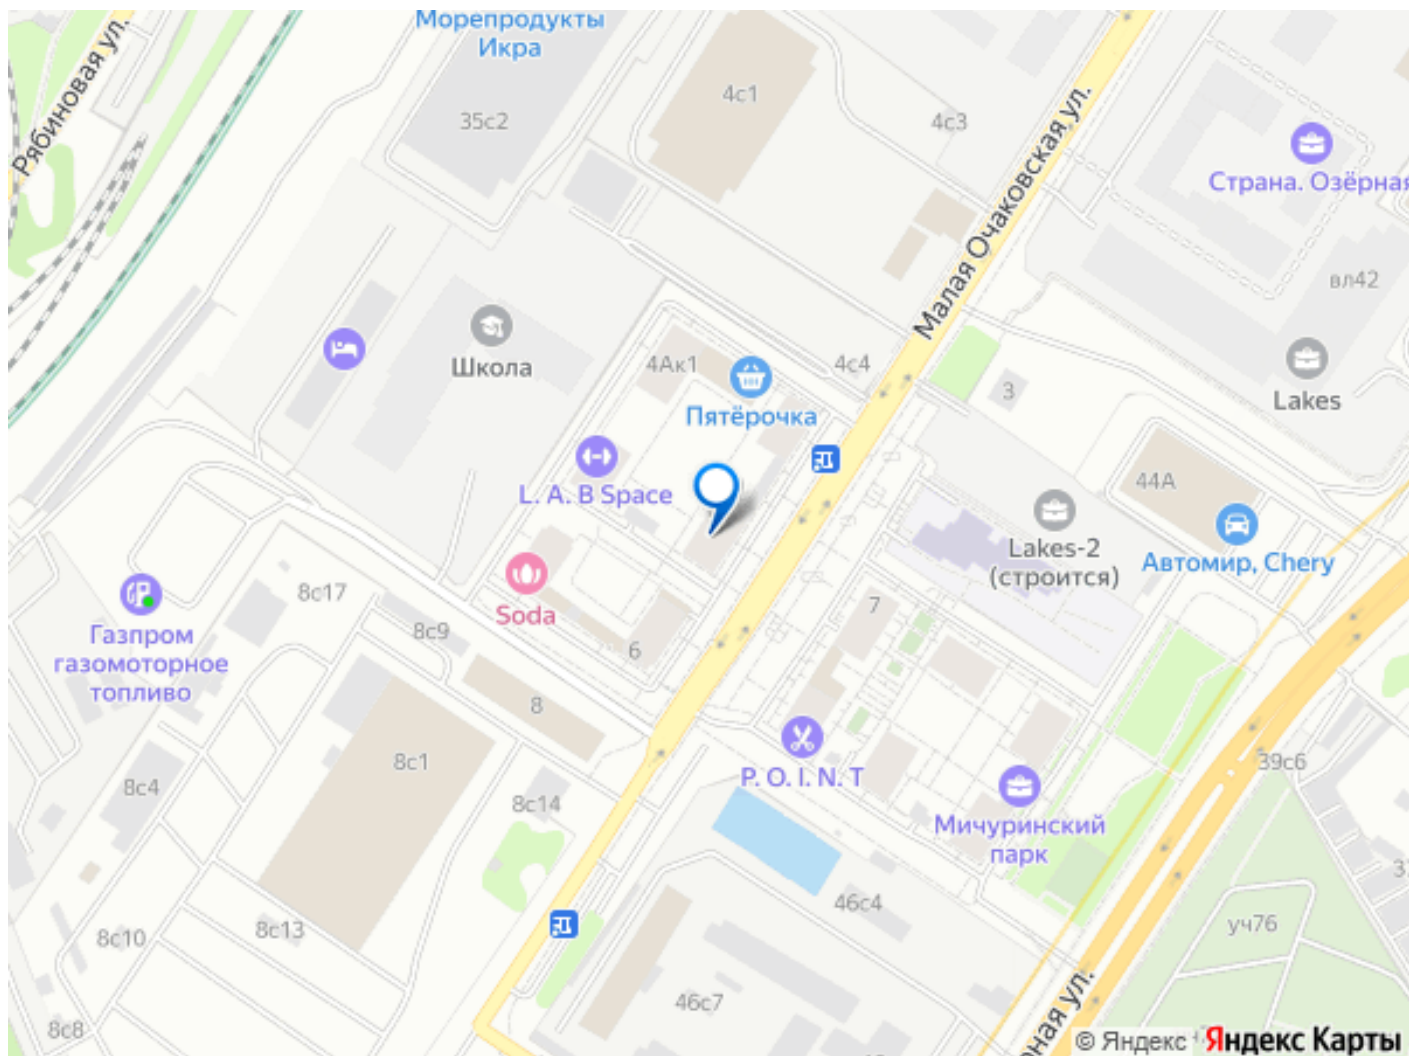 Морепродукты
Икра
Рябиновая ул.
35с2
4с1
4с3
Малая Очаковская ул.
Страна. Озёрная
вл42
Школа
4Ак1
4с4
Пятёрочка
3
Lakes
L. A. B Space
44А
Lakes-2
(строится)
Автомир, Chery
Soda
8с17
8с9
7
6
Газпром
газомоторное
топливо
8
8с1
8с4
8с14
P. O. I. N. T
39с6
Мичуринский
парк
46с4
уч76
8с10
8с13
46с7
8с8
рная ул.
© Яндекс
Яндекс Карты